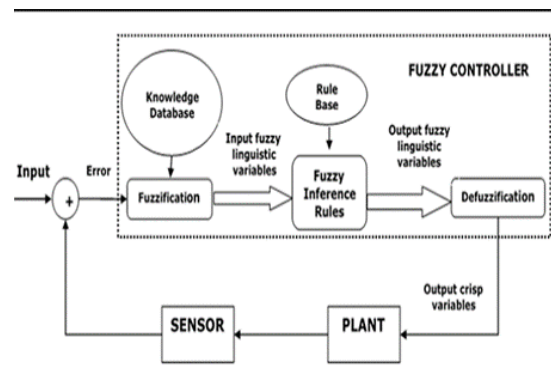 FUZZY CONTROLLER
Knowledge
Database
Rule
Base
Input fuzzy
linguistic
variables
Output fuzzy
linguistic
variables
Input
Error
+
Fuzzification
Fuzzy
Inference
Rules
Defuzzification
Output crisp
variables
SENSOR
PLANT